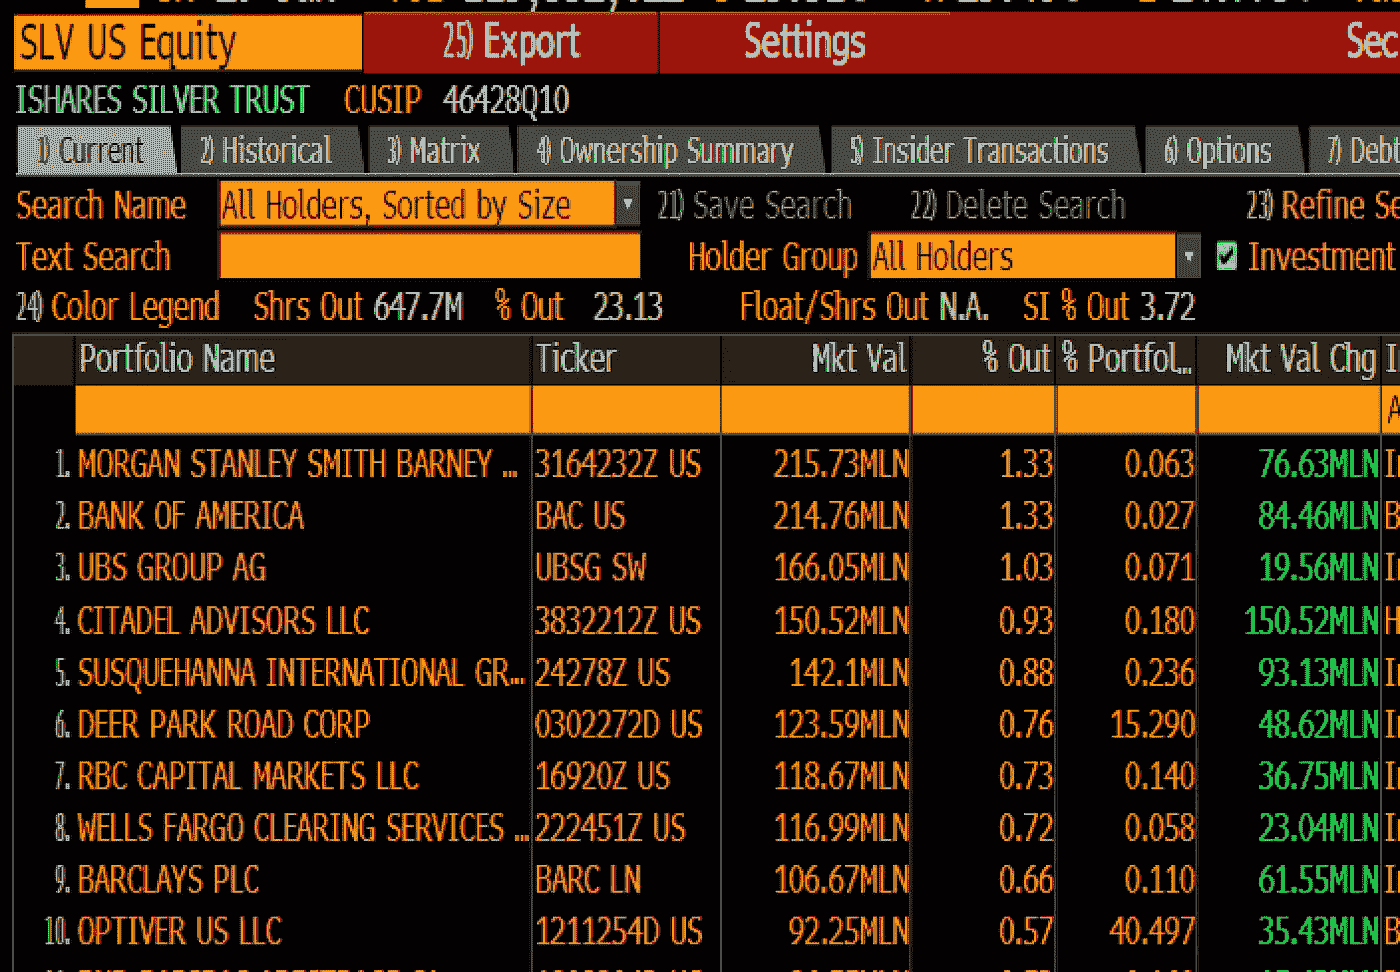 SLV US Equity 25) Export Settings Sec
ISHARES SILVER TRUST CUSIP 46428Q10
1) Current 2) Historical 3) Matrix 4) Ownership Summary 5) Insider Transactions 6) Options 7) Debt
Search Name All Holders, Sorted by Size 21) Save Search 22) Delete Search 23) Refine Se
Text Search Holder Group All Holders Investment
24) Color Legend Shrs Out 647.7M % Out 23.13 Float/Shrs Out N.A. SI % Out 3.72
Portfolio Name Ticker Mkt Val % Out % Portfol... Mkt Val Chg I
A
1. MORGAN STANLEY SMITH BARNEY ... 3164232Z US 215.73MLN 1.33 0.063 76.63MLN I
2. BANK OF AMERICA BAC US 214.76MLN 1.33 0.027 84.46MLN B
3. UBS GROUP AG UBSG SW 166.05MLN 1.03 0.071 19.56MLN I
4. CITADEL ADVISORS LLC 3832212Z US 150.52MLN 0.93 0.180 150.52MLN H
5. SUSQUEHANNA INTERNATIONAL GR... 24278Z US 142.1MLN 0.88 0.236 93.13MLN I
6. DEER PARK ROAD CORP 0302272D US 123.59MLN 0.76 15.290 48.62MLN I
7. RBC CAPITAL MARKETS LLC 16920Z US 118.67MLN 0.73 0.140 36.75MLN I
8. WELLS FARGO CLEARING SERVICES ... 222451Z US 116.99MLN 0.72 0.058 23.04MLN I
9. BARCLAYS PLC BARC LN 106.67MLN 0.66 0.110 61.55MLN I
10. OPTIVER US LLC 1211254D US 92.25MLN 0.57 40.497 35.43MLN B